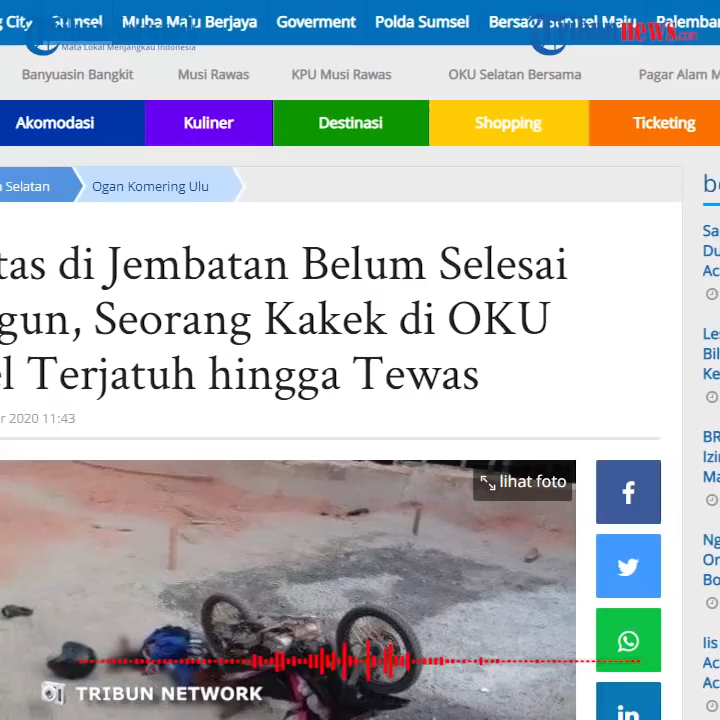 City Sumsel Muba Maju Berjaya Goverment Polda Sumsel Bersama Sumsel Maju Palemban
Mata Lokal Menjangkau Indonesia
news.com
Banyuasin Bangkit Musi Rawas KPU Musi Rawas OKU Selatan Bersama Pagar Alam M
Akomodasi Kuliner Destinasi Shopping Ticketing
Selatan Ogan Komering Ulu
be
tas di Jembatan Belum Selesai
gun, Seorang Kakek di OKU
el Terjatuh hingga Tewas
r 2020 11:43
Sa
Du
Ac
Les
Bil
Ke
BR
Izi
Ma
Ng
Or
Bo
Iis
Ac
Ac
lihat foto
TRIBUN NETWORK